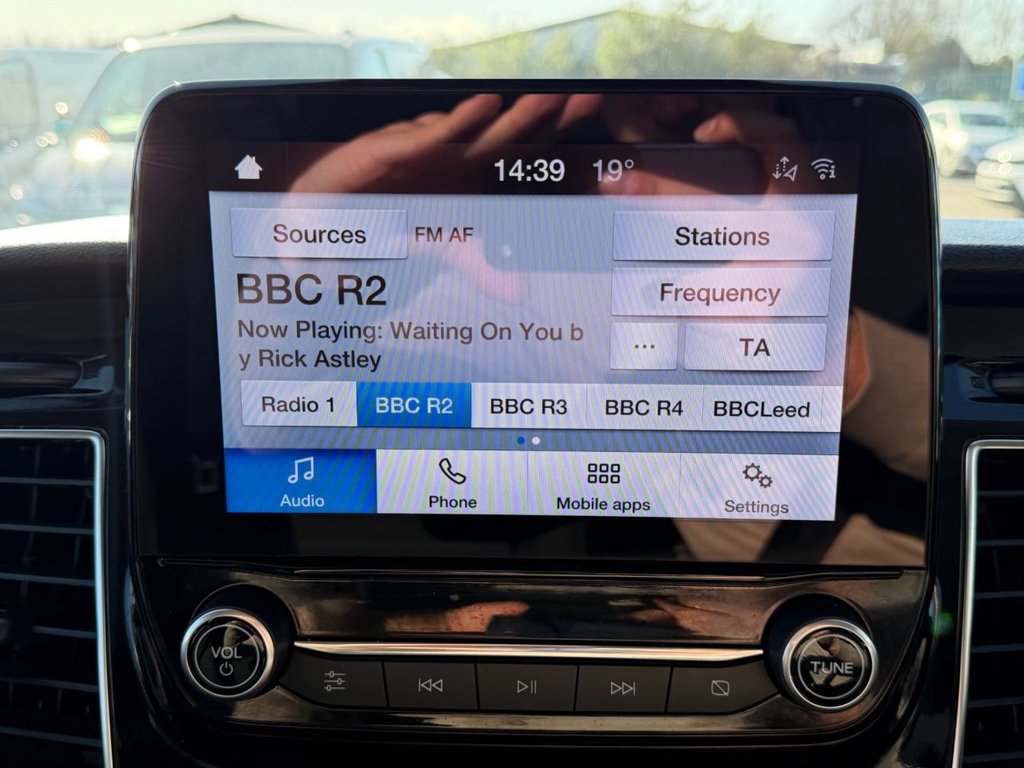 14:39 19°
Sources FM AF Stations
BBC R2
Frequency
Now Playing: Waiting On You b
y Rick Astley
... TA
Radio 1 BBC R2 BBC R3 BBC R4 BBCLeed
Audio Phone Mobile apps Settings
VOL
TUNE